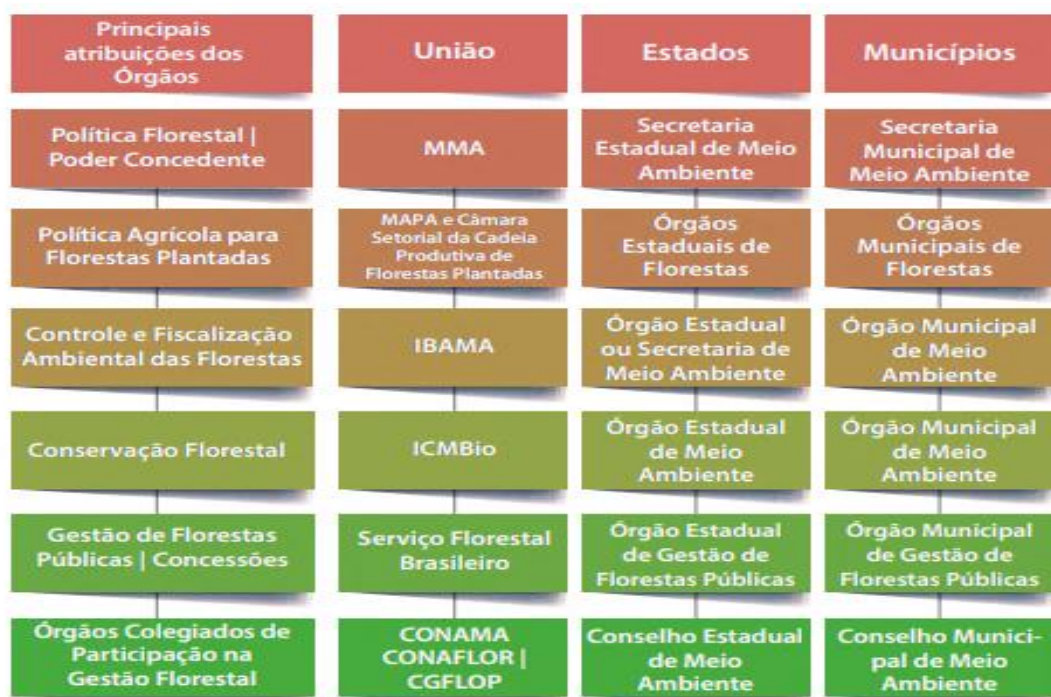 Principais
atribuições dos
Órgãos
União
Estados
Municípios
Política Florestal |
Poder Concedente
MMA
Secretaria
Estadual de Meio
Ambiente
Secretaria
Municipal de
Meio Ambiente
Política Agrícola para
Florestas Plantadas
MAPA e Câmara
Setorial da Cadeia
Produtiva de
Florestas Plantadas
Órgãos
Estaduais de
Florestas
Órgãos
Municipais de
Florestas
Controle e Fiscalização
Ambiental das Florestas
IBAMA
Órgão Estadual
ou Secretaria de
Meio Ambiente
Órgão Municipal
de Meio
Ambiente
Conservação Florestal
ICMBio
Órgão Estadual
de Meio
Ambiente
Órgão Municipal
de Meio
Ambiente
Gestão de Florestas
Públicas | Concessões
Serviço Florestal
Brasileiro
Órgão Estadual
de Gestão de
Florestas Públicas
Órgão Municipal
de Gestão de
Florestas Públicas
Órgãos Colegiados de
Participação na
Gestão Florestal
CONAMA
CONAFLOR |
CGFLOP
Conselho Estadual
de Meio
Ambiente
Conselho Munici-
pal de Meio
Ambiente